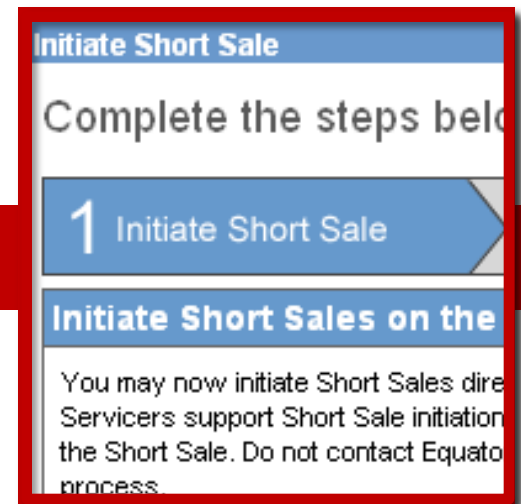 Initiate Short Sale
Complete the steps belo
1 Initiate Short Sale
Initiate Short Sales on the
You may now initiate Short Sales dire
Servicers support Short Sale initiation
the Short Sale. Do not contact Equato
process.